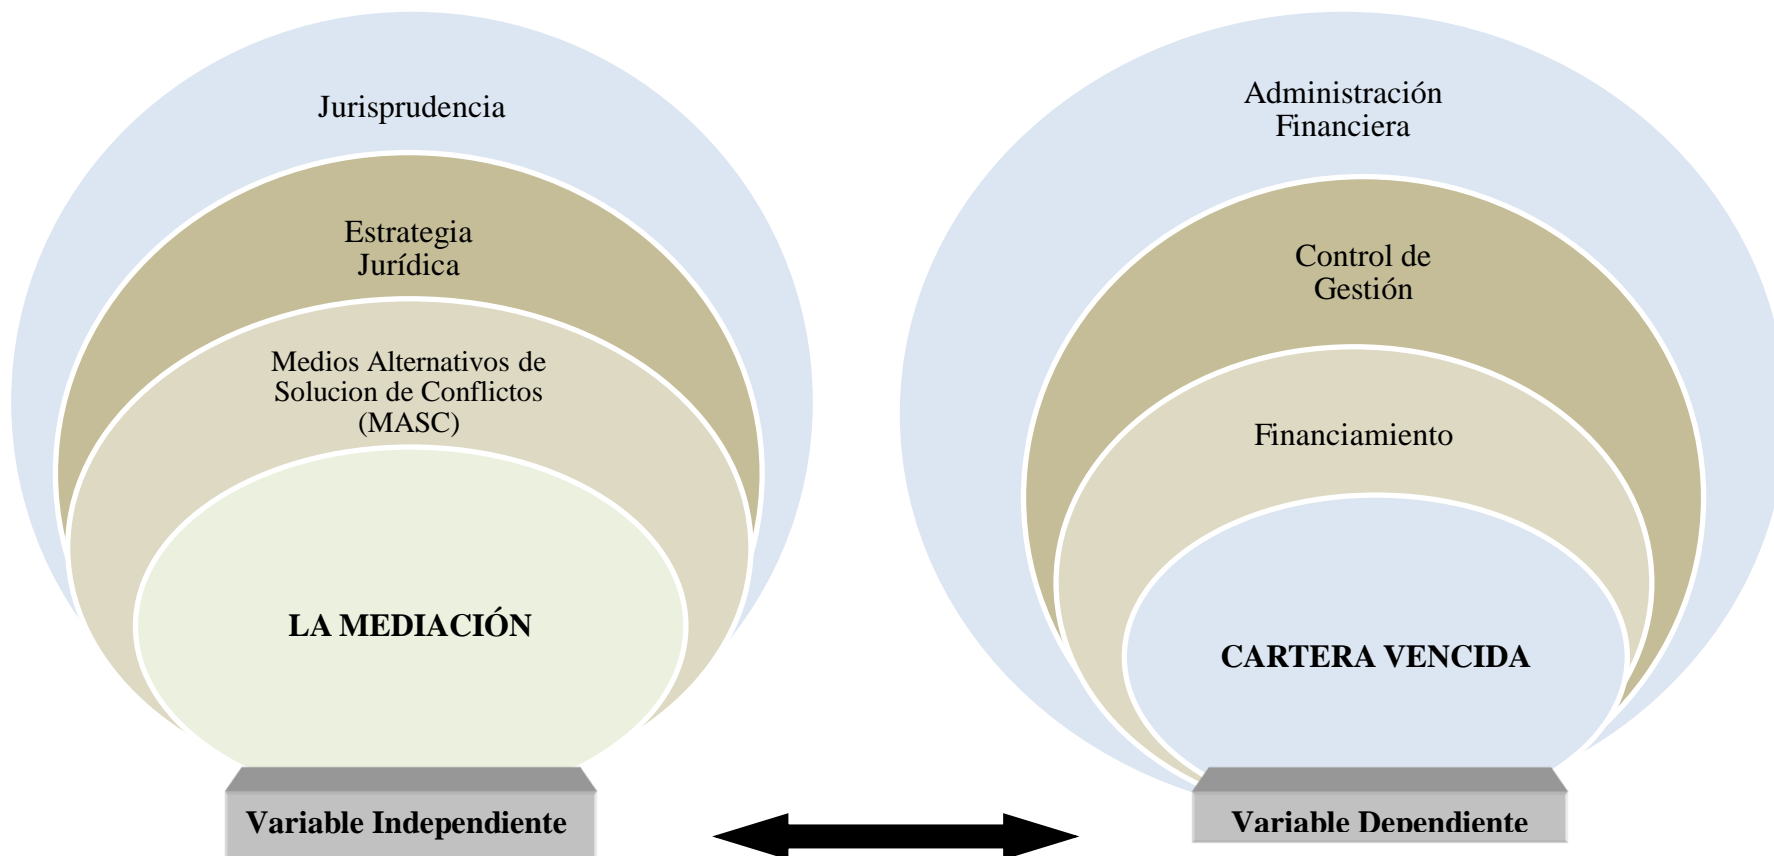 Jurisprudencia
Estrategia
Jurídica
Medios Alternativos de
Solucion de Conflictos
(MASC)
LA MEDIACIÓN
Variable Independiente
Administración
Financiera
Control de
Gestión
Financiamiento
CARTERA VENCIDA
Variable Dependiente